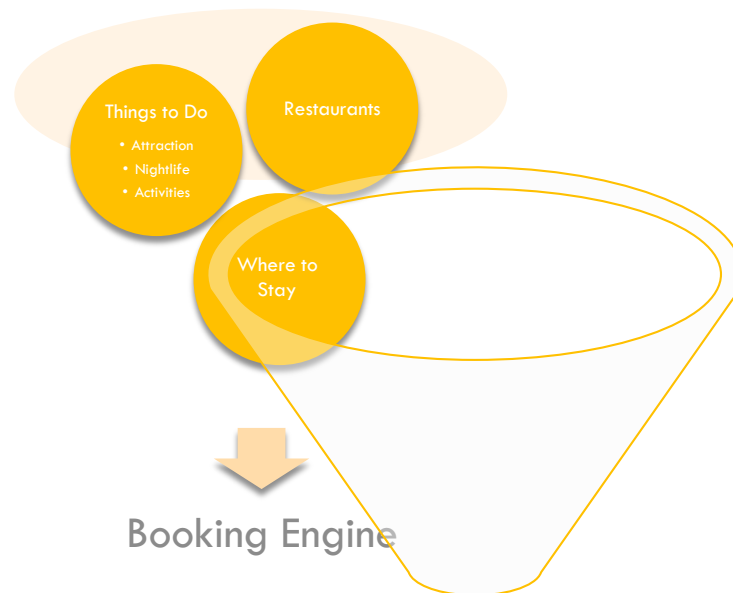 Restaurants
Things to Do
• Attraction
• Nightlife
• Activities
Where to
Stay
Booking Engine